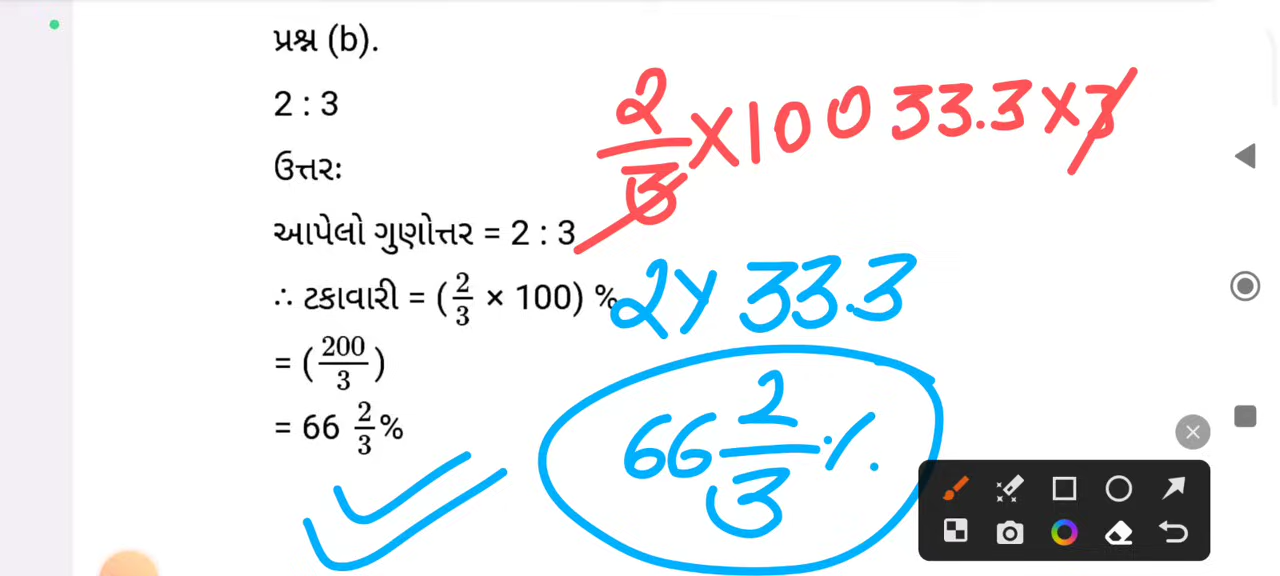 પ્રશ્ન (b).
2 : 3
ઉત્તરઃ
આપેલો ગુણોત્તર = 2 : 3
∴ ટકાવારી = (2/3 × 100) %
= (200/3)
= 66 2/3%
2/3 × 100 33.3 × 3
2 × 33.3
66 2/3 %